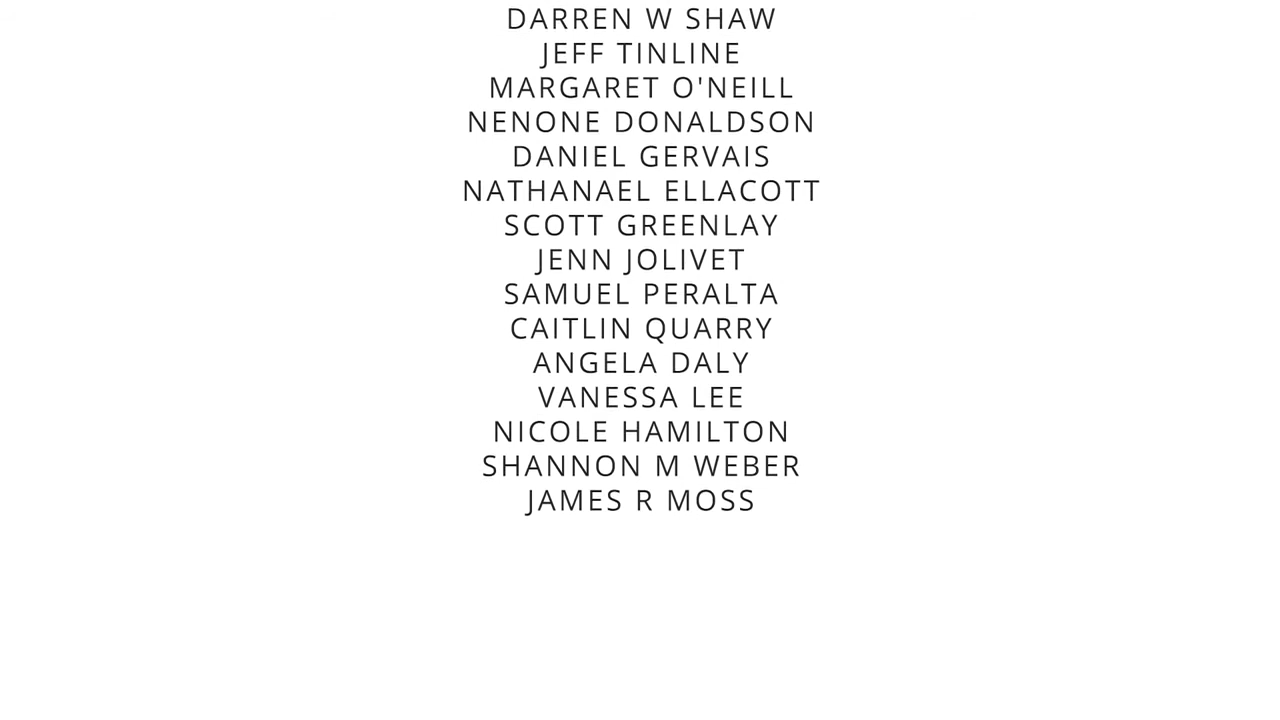 DARREN W SHAW
JEFF TINLINE
MARGARET O'NEILL
NENONE DONALDSON
DANIEL GERVAIS
NATHANAEL ELLACOTT
SCOTT GREENLAY
JENN JOLIVET
SAMUEL PERALTA
CAITLIN QUARRY
ANGELA DALY
VANESSA LEE
NICOLE HAMILTON
SHANNON M WEBER
JAMES R MOSS